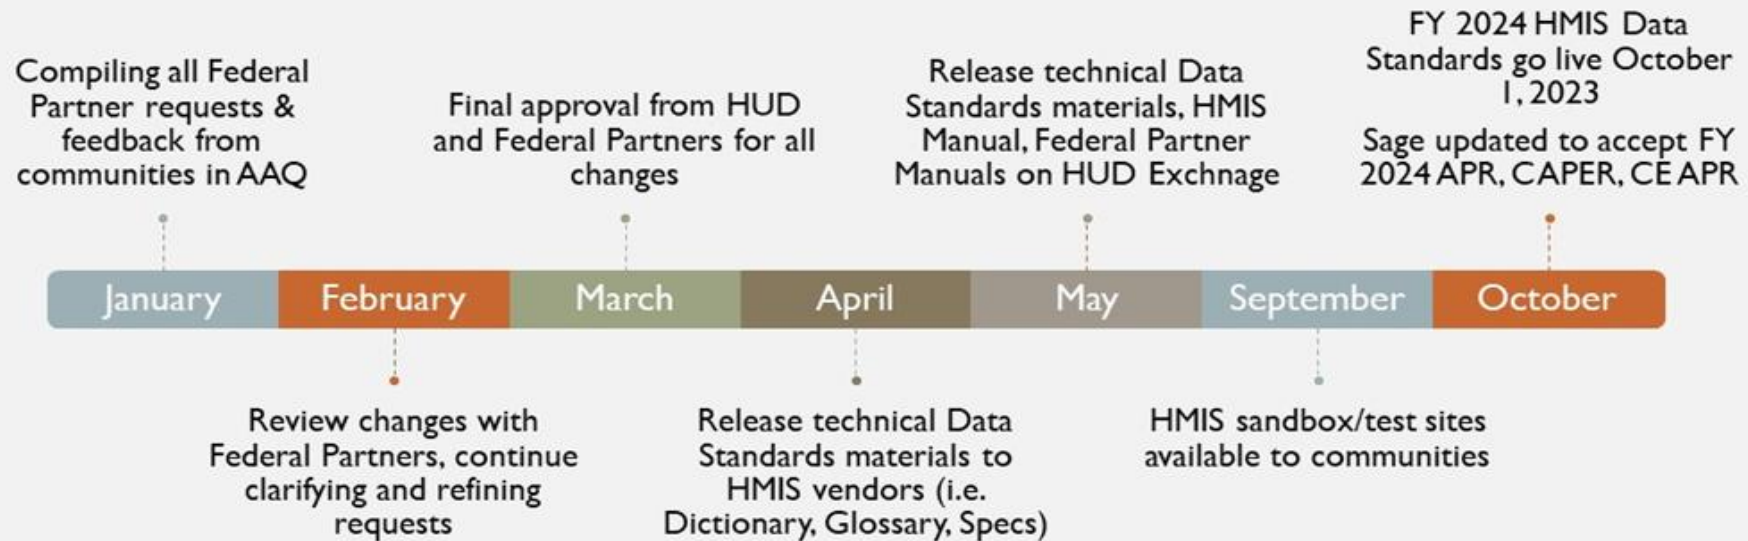 Compiling all Federal
Partner requests &
feedback from
communities in AAQ
Final approval from HUD
and Federal Partners for all
changes
Release technical Data
Standards materials, HMIS
Manual, Federal Partner
Manuals on HUD Exchnage
FY 2024 HMIS Data
Standards go live October
1, 2023
Sage updated to accept FY
2024 APR, CAPER, CE APR
January
February
March
April
May
September
October
Review changes with
Federal Partners, continue
clarifying and refining
requests
Release technical Data
Standards materials to
HMIS vendors (i.e.
Dictionary, Glossary, Specs)
HMIS sandbox/test sites
available to communities